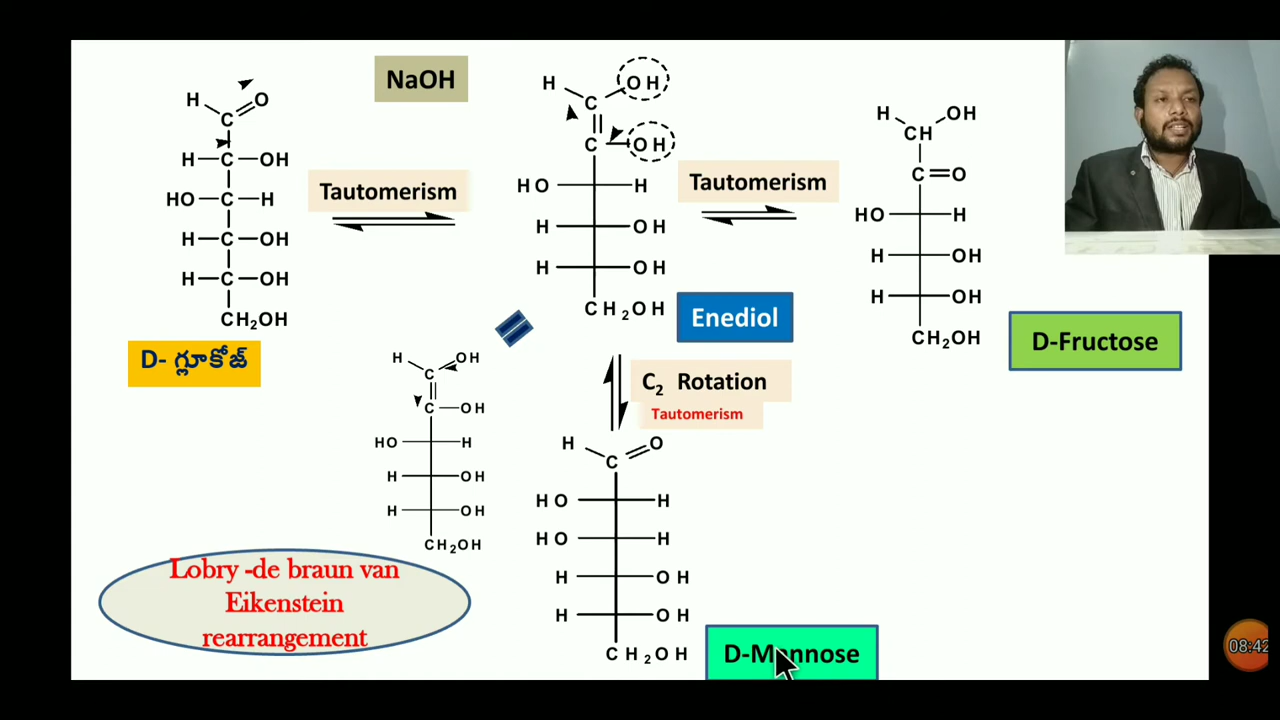 NaOH
H
O
C
H C OH
HO C H
H C OH
H C OH
CH2OH
D- గ్లూకోజ్
Tautomerism
H OH
C
C OH
HO H
H OH
H OH
CH2OH
Enediol
Tautomerism
H OH
CH
C O
HO H
H OH
H OH
CH2OH
D-Fructose
H OH
C
C OH
HO H
H OH
H OH
CH2OH
C2 Rotation
Tautomerism
H O
C
HO H
HO H
H OH
H OH
CH2OH
D-Mannose
Lobry -de braun van
Eikenstein
rearrangement
08:42